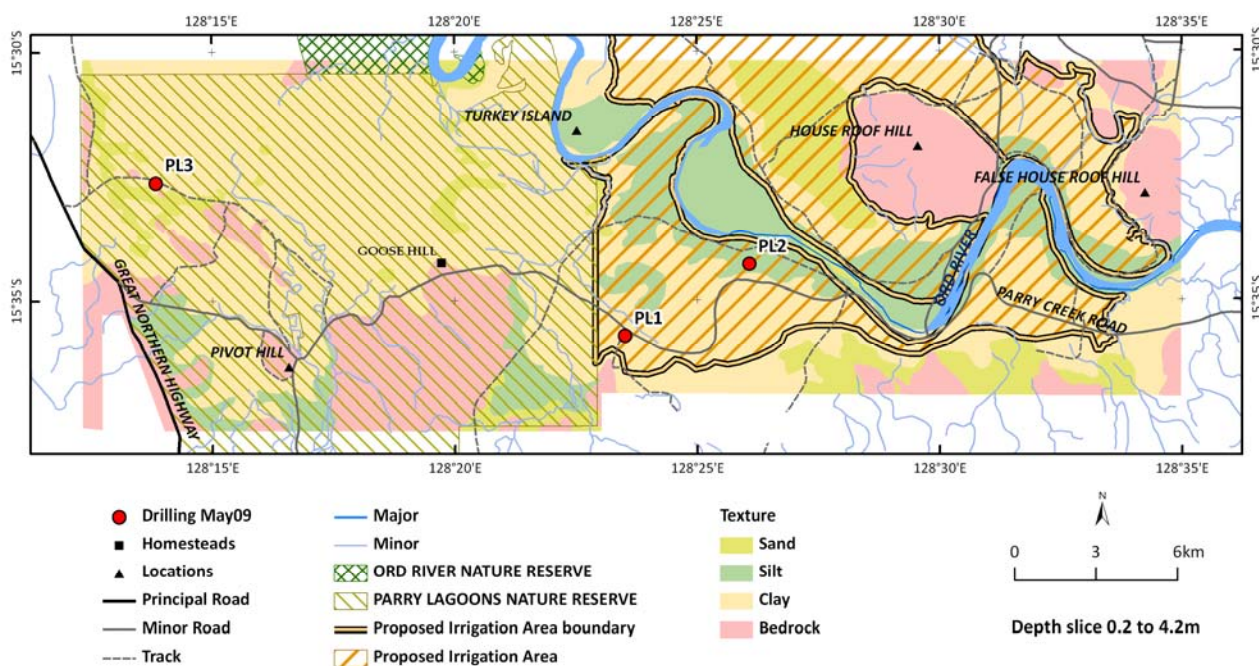 128°15'E 128°20'E 128°25'E 128°30'E 128°35'E
15°30'S 15°30'S
TURKEY ISLAND
HOUSE ROOF HILL
PL3
FALSE HOUSE ROOF HILL
GOOSE HILL
PL2
ORD RIVER
15°35'S 15°35'S
GREAT NORTHERN HIGHWAY
PARRY CREEK ROAD
PL1
PIVOT HILL
128°15'E 128°20'E 128°25'E 128°30'E 128°35'E
Drilling May09
Homesteads
Locations
Principal Road
Minor Road
Track
Major
Minor
ORD RIVER NATURE RESERVE
PARRY LAGOONS NATURE RESERVE
Proposed Irrigation Area boundary
Proposed Irrigation Area
Texture
Sand
Silt
Clay
Bedrock
N
0 3 6km
Depth slice 0.2 to 4.2m